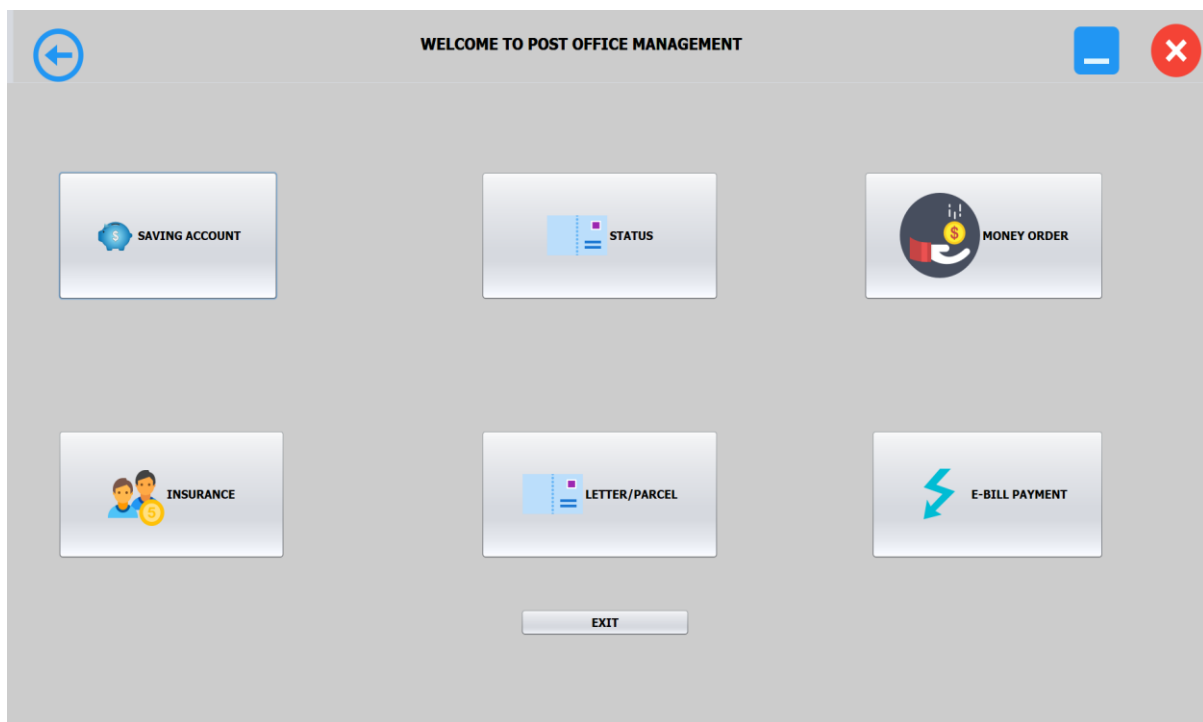 WELCOME TO POST OFFICE MANAGEMENT
SAVING ACCOUNT
STATUS
MONEY ORDER
INSURANCE
LETTER/PARCEL
E-BILL PAYMENT
EXIT